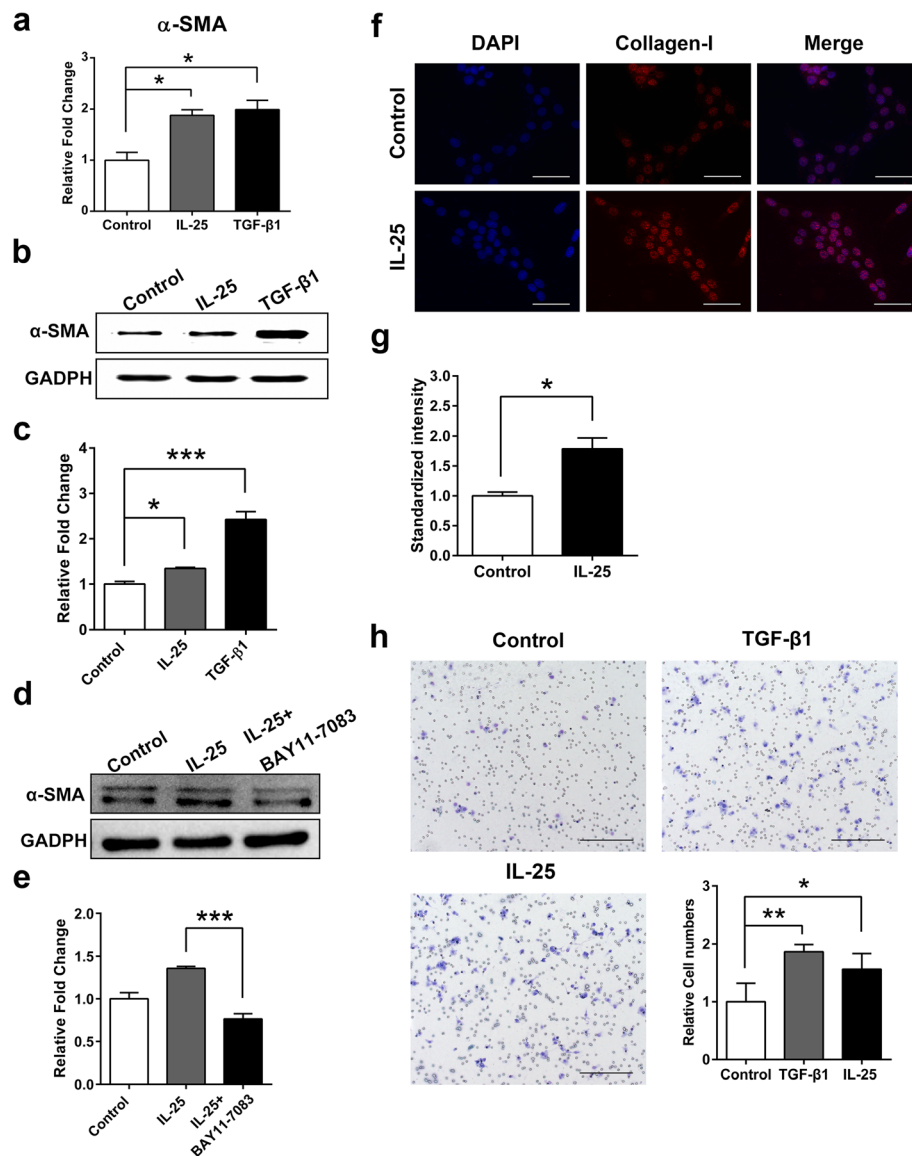 a
α-SMA
Relative Fold Change
3
2
1
0
*
*
Control IL-25 TGF-β1
b
Control IL-25 TGF-β1
α-SMA
GADPH
c
Relative Fold Change
4
3
2
1
0
***
*
Control IL-25 TGF-β1
d
Control IL-25 IL-25+
BAY11-7083
α-SMA
GADPH
e
Relative Fold Change
2.0
1.5
1.0
0.5
0.0
***
Control IL-25 IL-25+
BAY11-7083
f
DAPI Collagen-I Merge
Control
IL-25
g
Standardized intensity
3.0
2.5
2.0
1.5
1.0
0.5
0.0
*
Control IL-25
h
Control TGF-β1
IL-25
Relative Cell numbers
3
2
1
0
*
**
Control TGF-β1 IL-25